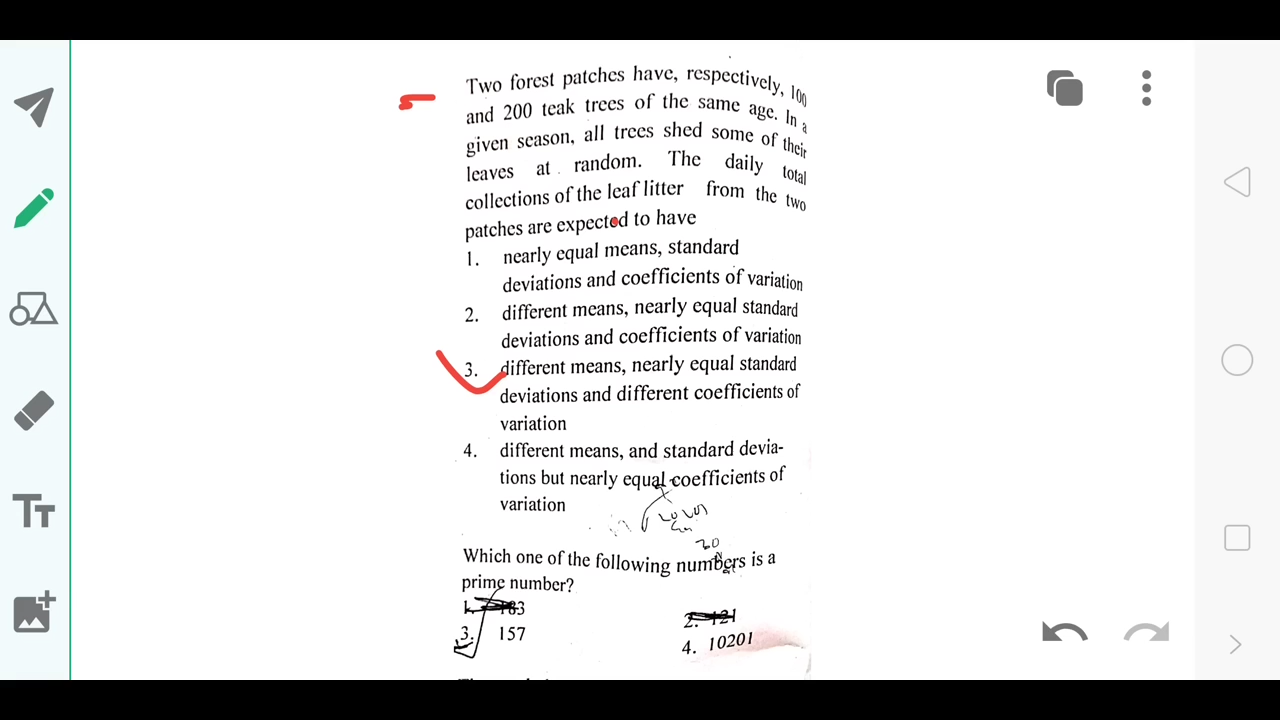 Two forest patches have, respectively, 100
and 200 teak trees of the same age. In a
given season, all trees shed some of their
leaves at random. The daily total
collections of the leaf litter from the two
patches are expected to have
1. nearly equal means, standard
deviations and coefficients of variation
2. different means, nearly equal standard
deviations and coefficients of variation
3. different means, nearly equal standard
deviations and different coefficients of
variation
4. different means, and standard devia-
tions but nearly equal coefficients of
variation
20
Which one of the following numbers is a
prime number?
1. 183 2. 121
3. 157 4. 10201
TT